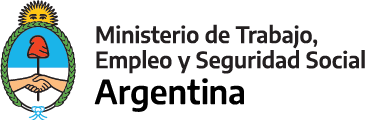 Ministerio de Trabajo,
Empleo y Seguridad Social
Argentina